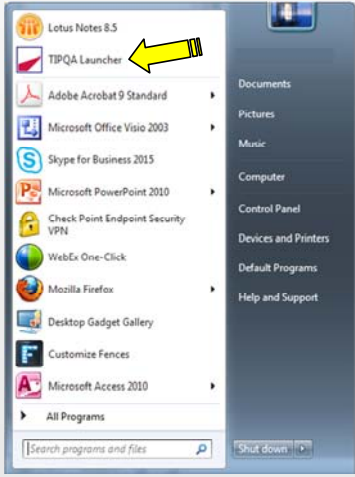 Lotus Notes 8.5
TIPQA Launcher
Adobe Acrobat 9 Standard
Microsoft Office Visio 2003
Skype for Business 2015
Microsoft PowerPoint 2010
Check Point Endpoint Security
VPN
WebEx One-Click
Mozilla Firefox
Desktop Gadget Gallery
Customize Fences
Microsoft Access 2010
All Programs
Search programs and files
Documents
Pictures
Music
Computer
Control Panel
Devices and Printers
Default Programs
Help and Support
Shut down